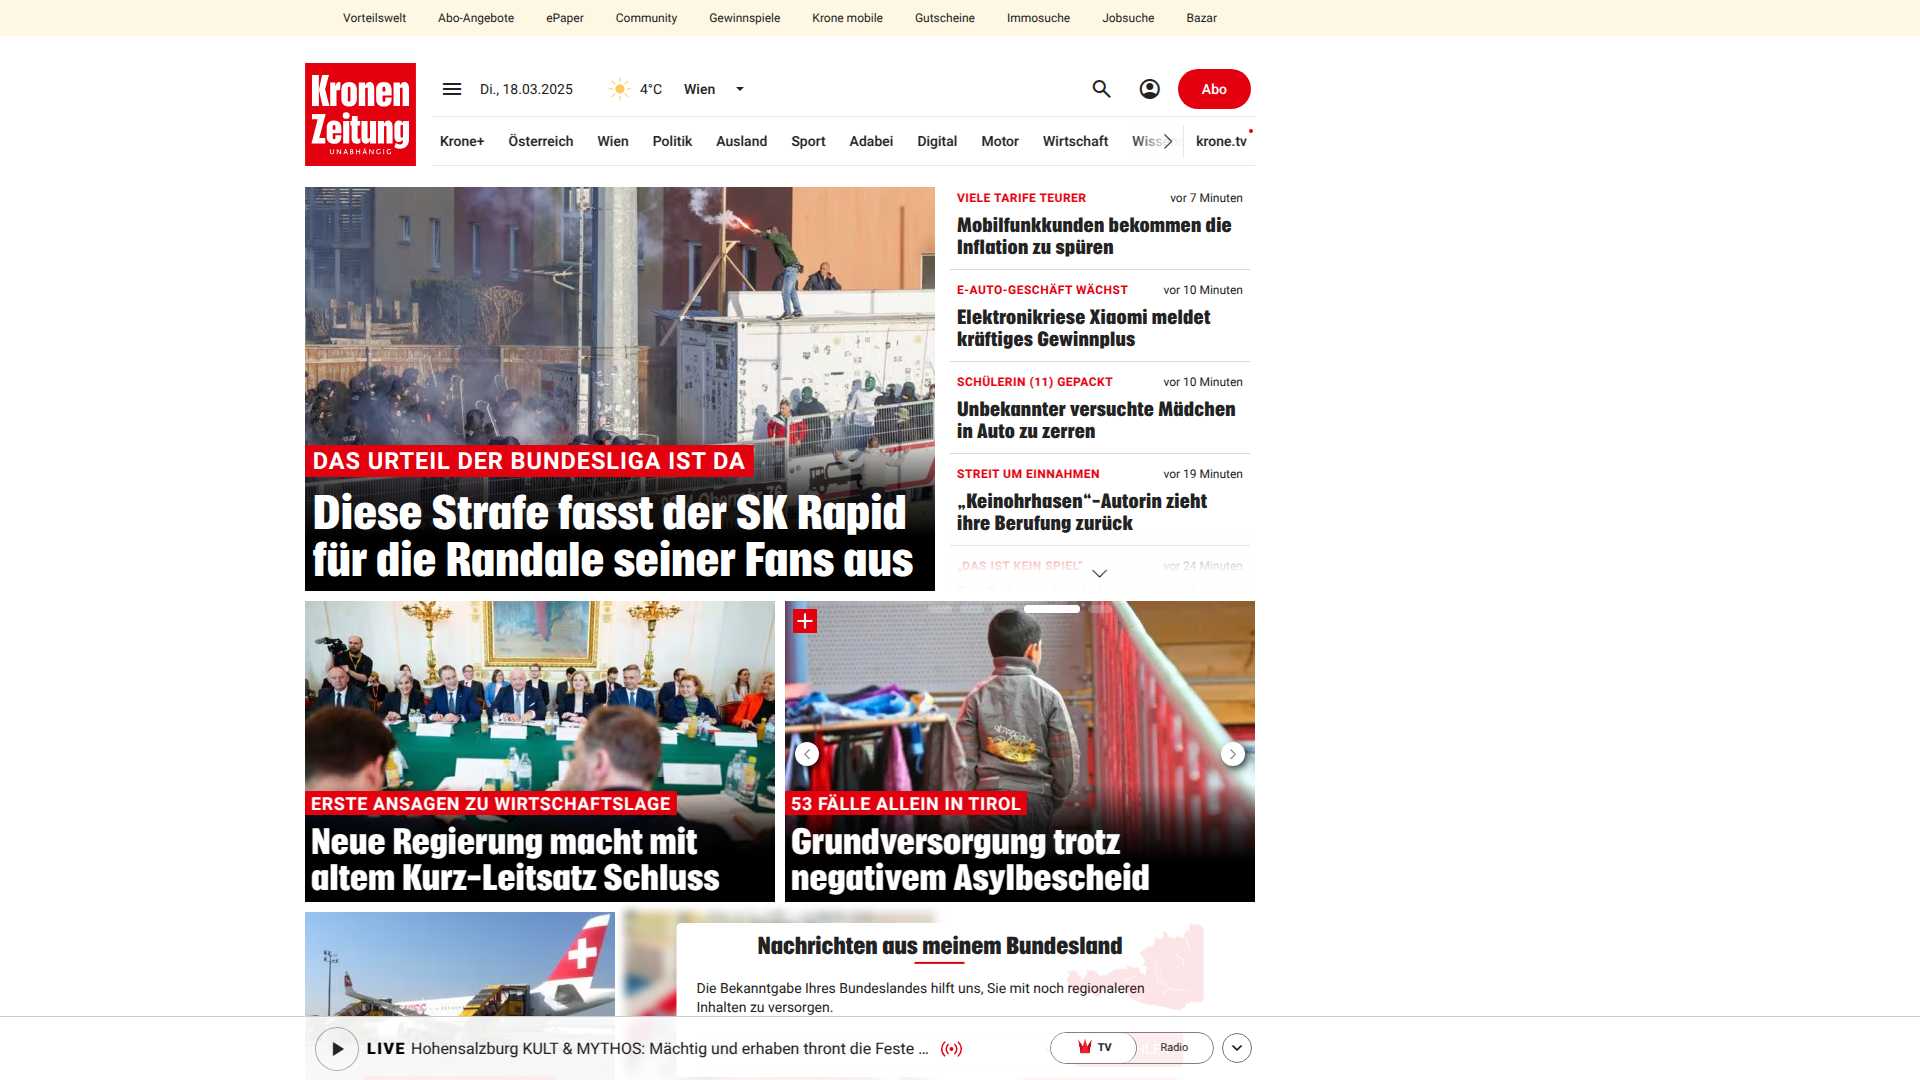 Vorteilswelt Abo-Angebote ePaper Community Gewinnspiele Krone mobile Gutscheine Immosuche Jobsuche Bazar
Kronen
Zeitung
UNABHÄNGIG
Di., 18.03.2025 4°C Wien Abo
Krone+ Österreich Wien Politik Ausland Sport Adabei Digital Motor Wirtschaft krone.tv
DAS URTEIL DER BUNDESLIGA IST DA
Diese Strafe fasst der SK Rapid
für die Randale seiner Fans aus
VIELE TARIFE TEURER vor 7 Minuten
Mobilfunkkunden bekommen die
Inflation zu spüren
E-AUTO-GESCHÄFT WÄCHST vor 10 Minuten
Elektronikriese Xiaomi meldet
kräftiges Gewinnplus
SCHÜLERIN (11) GEPACKT vor 10 Minuten
Unbekannter versuchte Mädchen
in Auto zu zerren
STREIT UM EINNAHMEN vor 19 Minuten
„Keinohrhasen“-Autorin zieht
ihre Berufung zurück
„DAS IST KEIN SPIEL“ vor 24 Minuten
ERSTE ANSAGEN ZU WIRTSCHAFTSLAGE
Neue Regierung macht mit
altem Kurz-Leitsatz Schluss
53 FÄLLE ALLEIN IN TIROL
Grundversorgung trotz
negativem Asylbescheid
Nachrichten aus meinem Bundesland
Die Bekanntgabe Ihres Bundeslandes hilft uns, Sie mit noch regionaleren
Inhalten zu versorgen.
LIVE Hohensalzburg KULT & MYTHOS: Mächtig und erhaben thront die Feste ... TV Radio